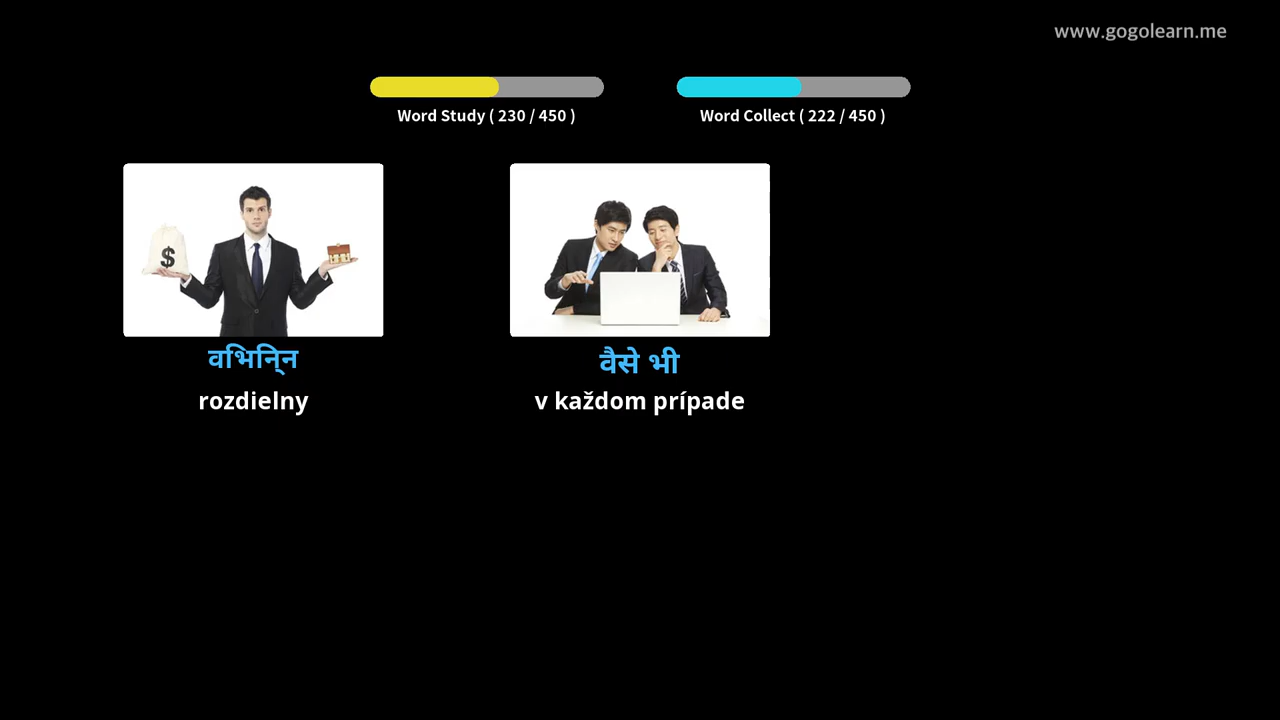 www.gogolearn.me
Word Study ( 230 / 450 )
Word Collect ( 222 / 450 )
वभिनि्न
वैसे भी
rozdielny
v každom prípade
$